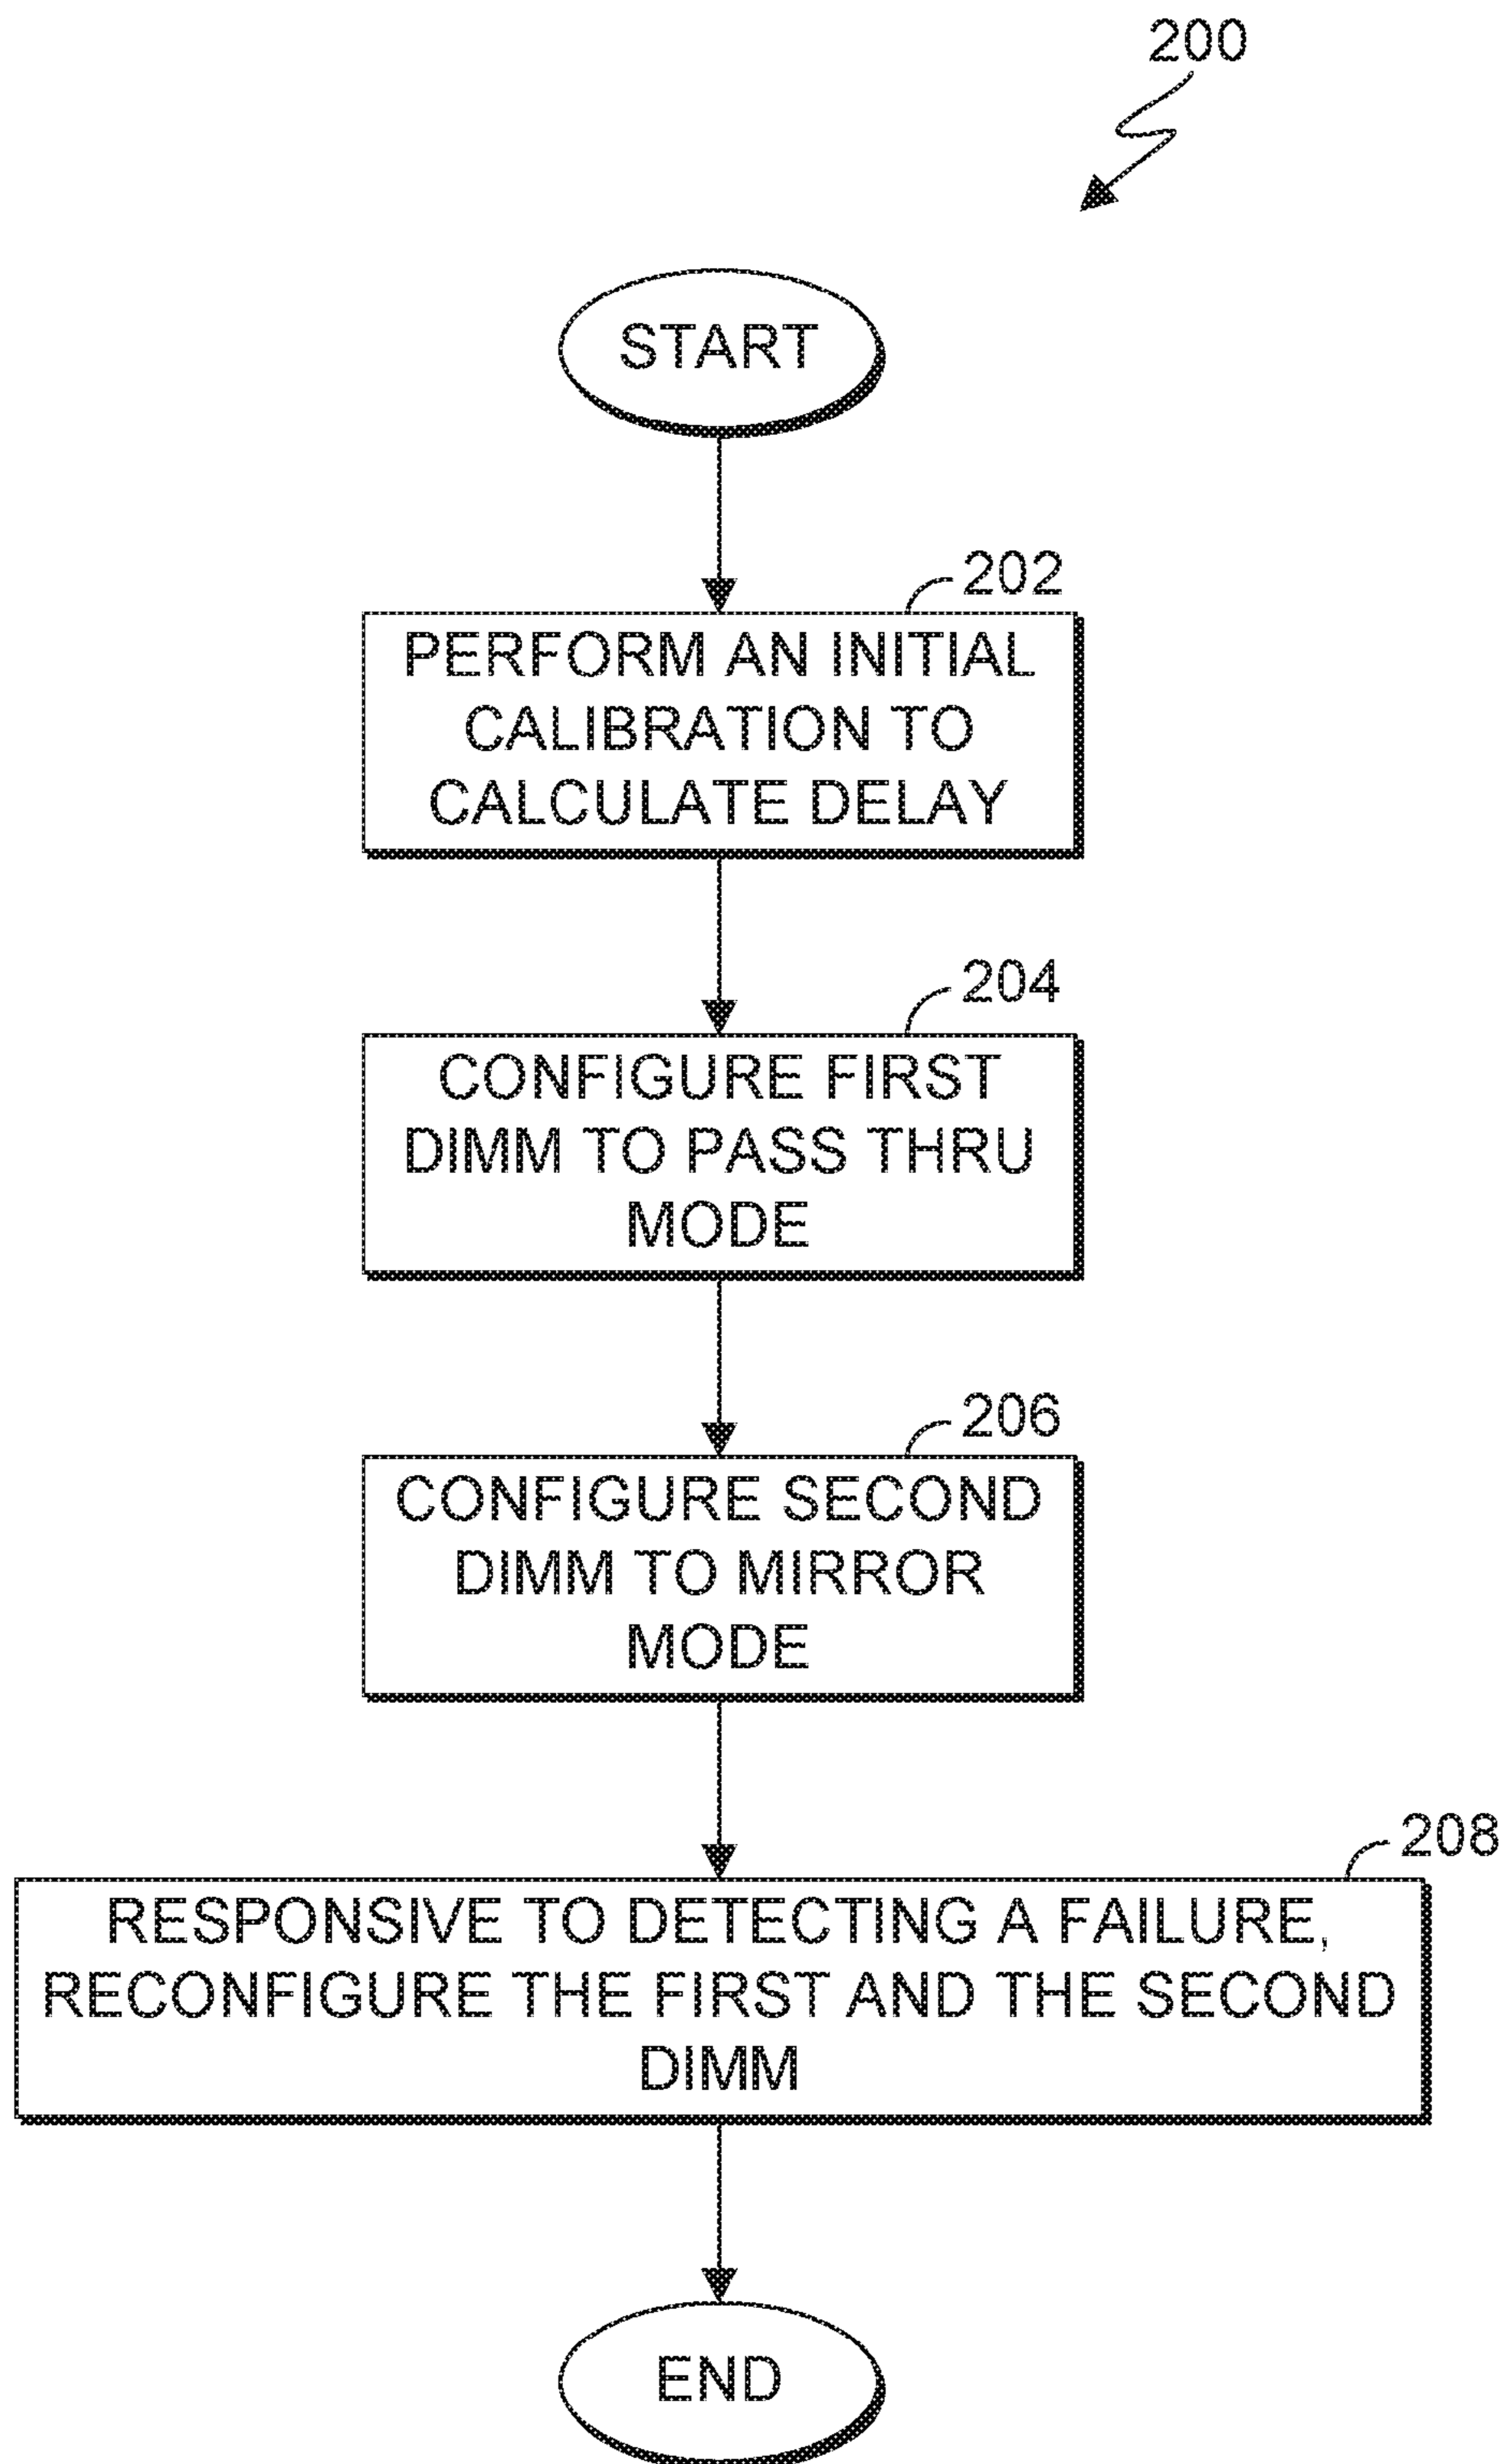 200
START
202
PERFORM AN INITIAL
CALIBRATION TO
CALCULATE DELAY
204
CONFIGURE FIRST
DIMM TO PASS THRU
MODE
206
CONFIGURE SECOND
DIMM TO MIRROR
MODE
208
RESPONSIVE TO DETECTING A FAILURE,
RECONFIGURE THE FIRST AND THE SECOND
DIMM
END